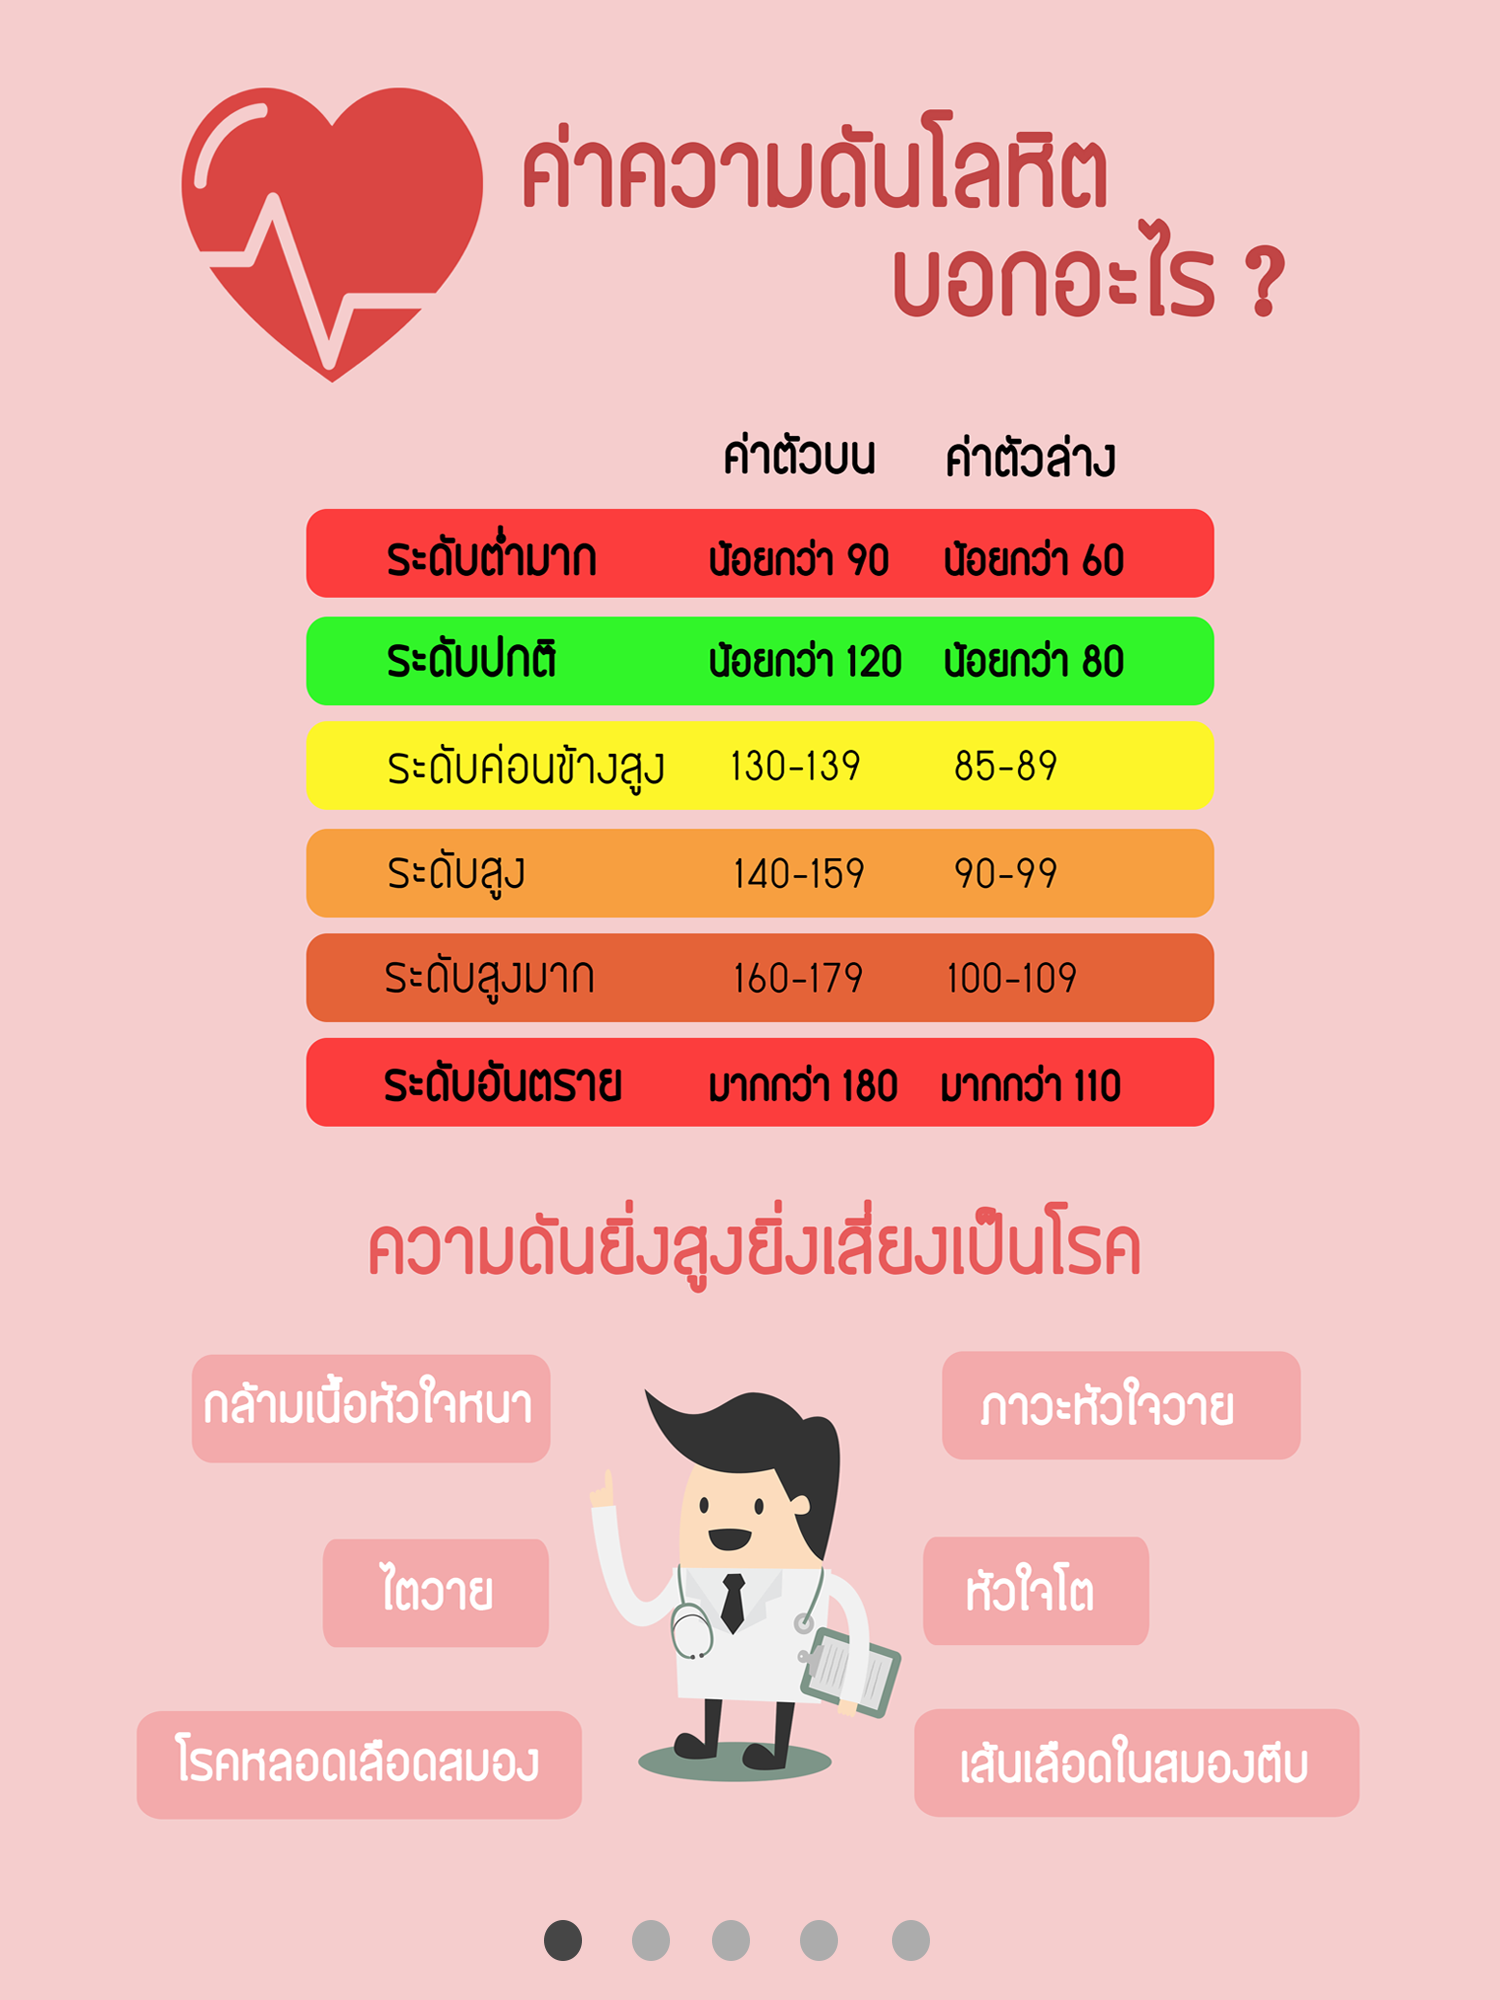 ค่าความดันโลหิต
บอกอะไร ?
ค่าตัวบน ค่าตัวล่าง
ระดับต่ำมาก น้อยกว่า 90 น้อยกว่า 60
ระดับปกติ น้อยกว่า 120 น้อยกว่า 80
ระดับค่อนข้างสูง 130-139 85-89
ระดับสูง 140-159 90-99
ระดับสูงมาก 160-179 100-109
ระดับอันตราย มากกว่า 180 มากกว่า 110
ความดันยิ่งสูงยิ่งเสี่ยงเป็นโรค
กล้ามเนื้อหัวใจหนา ภาวะหัวใจวาย
ไตวาย หัวใจโต
โรคหลอดเลือดสมอง เส้นเลือดในสมองตีบ